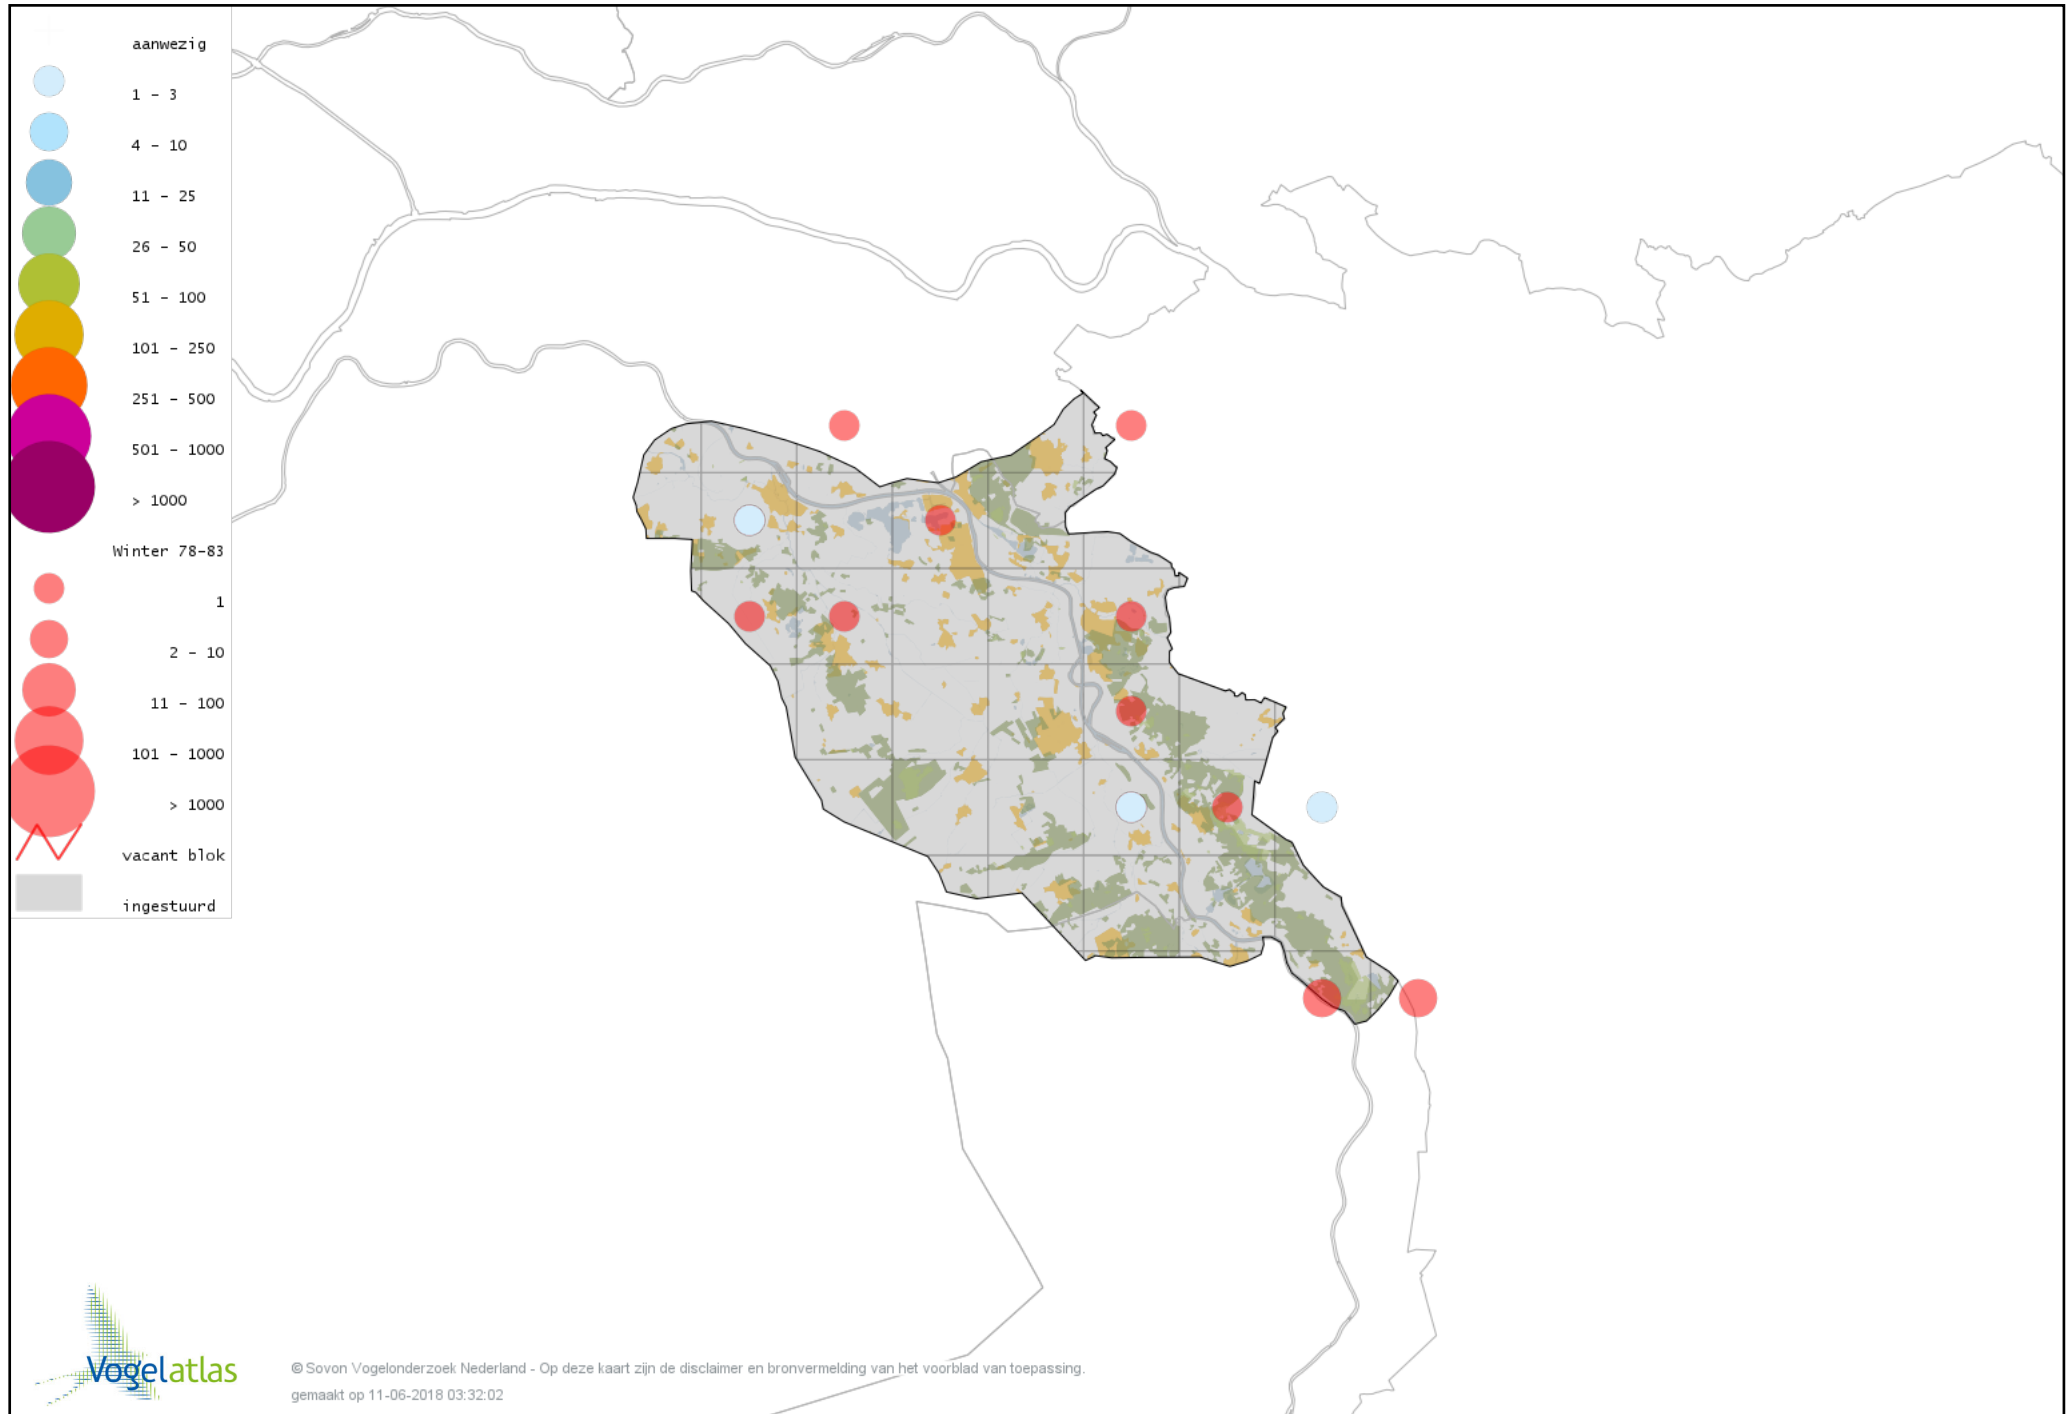 aanwezig
1 - 3
4 - 10
11 - 25
26 - 50
51 - 100
101 - 250
251 - 500
501 - 1000
> 1000
Winter 78-83
1
2 - 10
11 - 100
101 - 1000
> 1000
vacant blok
ingestuurd
Vogelatlas
© Sovon Vogelonderzoek Nederland - Op deze kaart zijn de disclaimer en bronvermelding van het voorblad van toepassing.
gemaakt op 11-06-2018 03:32:02